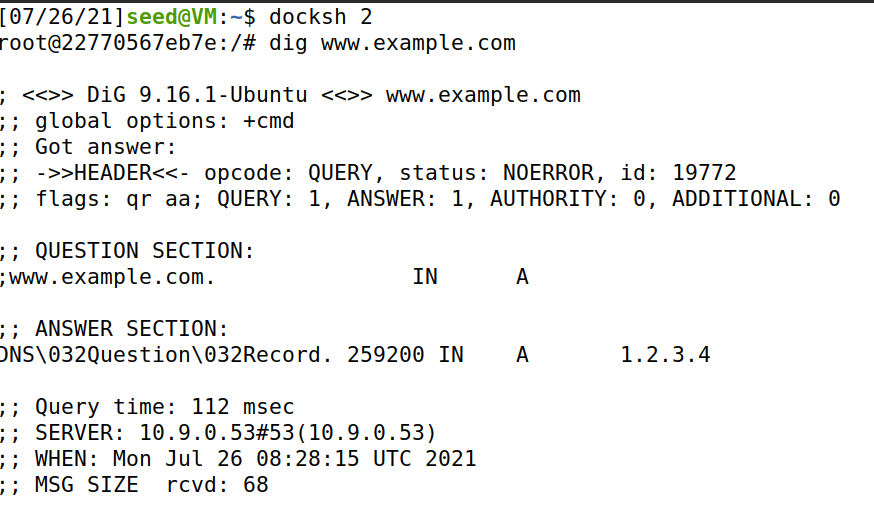 [07/26/21]seed@VM:~$ docksh 2
root@22770567eb7e:/# dig www.example.com
; <<>> DiG 9.16.1-Ubuntu <<>> www.example.com
;; global options: +cmd
;; Got answer:
;; ->>HEADER<<- opcode: QUERY, status: NOERROR, id: 19772
;; flags: qr aa; QUERY: 1, ANSWER: 1, AUTHORITY: 0, ADDITIONAL: 0
;; QUESTION SECTION:
;www.example.com. IN A
;; ANSWER SECTION:
DNS\032Question\032Record. 259200 IN A 1.2.3.4
;; Query time: 112 msec
;; SERVER: 10.9.0.53#53(10.9.0.53)
;; WHEN: Mon Jul 26 08:28:15 UTC 2021
;; MSG SIZE rcvd: 68